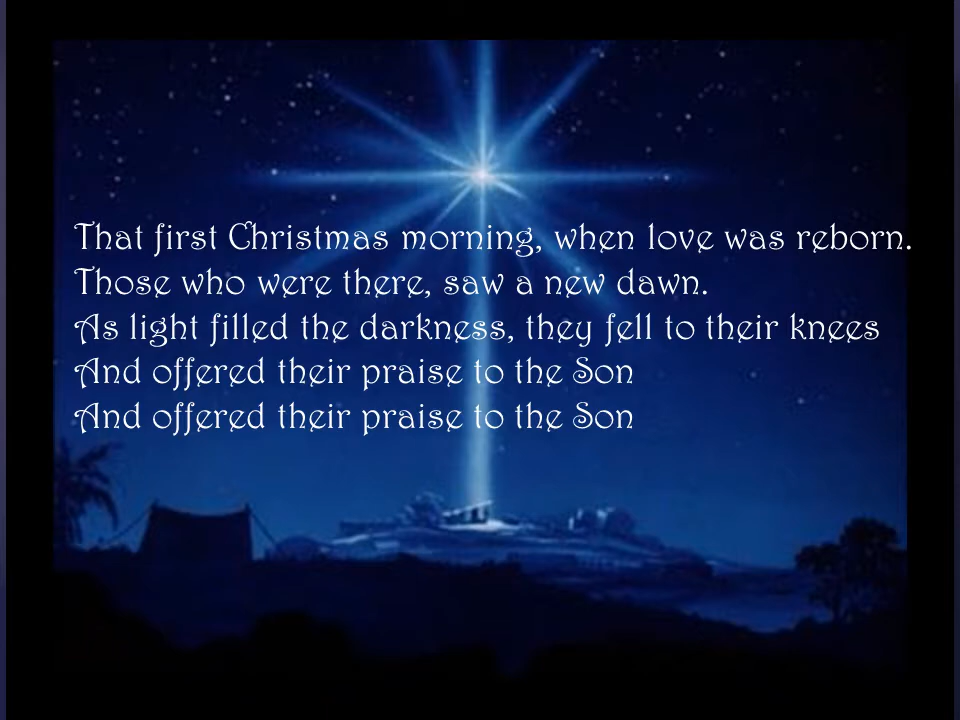 That first Christmas morning, when love was reborn.
Those who were there, saw a new dawn.
As light filled the darkness, they fell to their knees
And offered their praise to the Son
And offered their praise to the Son